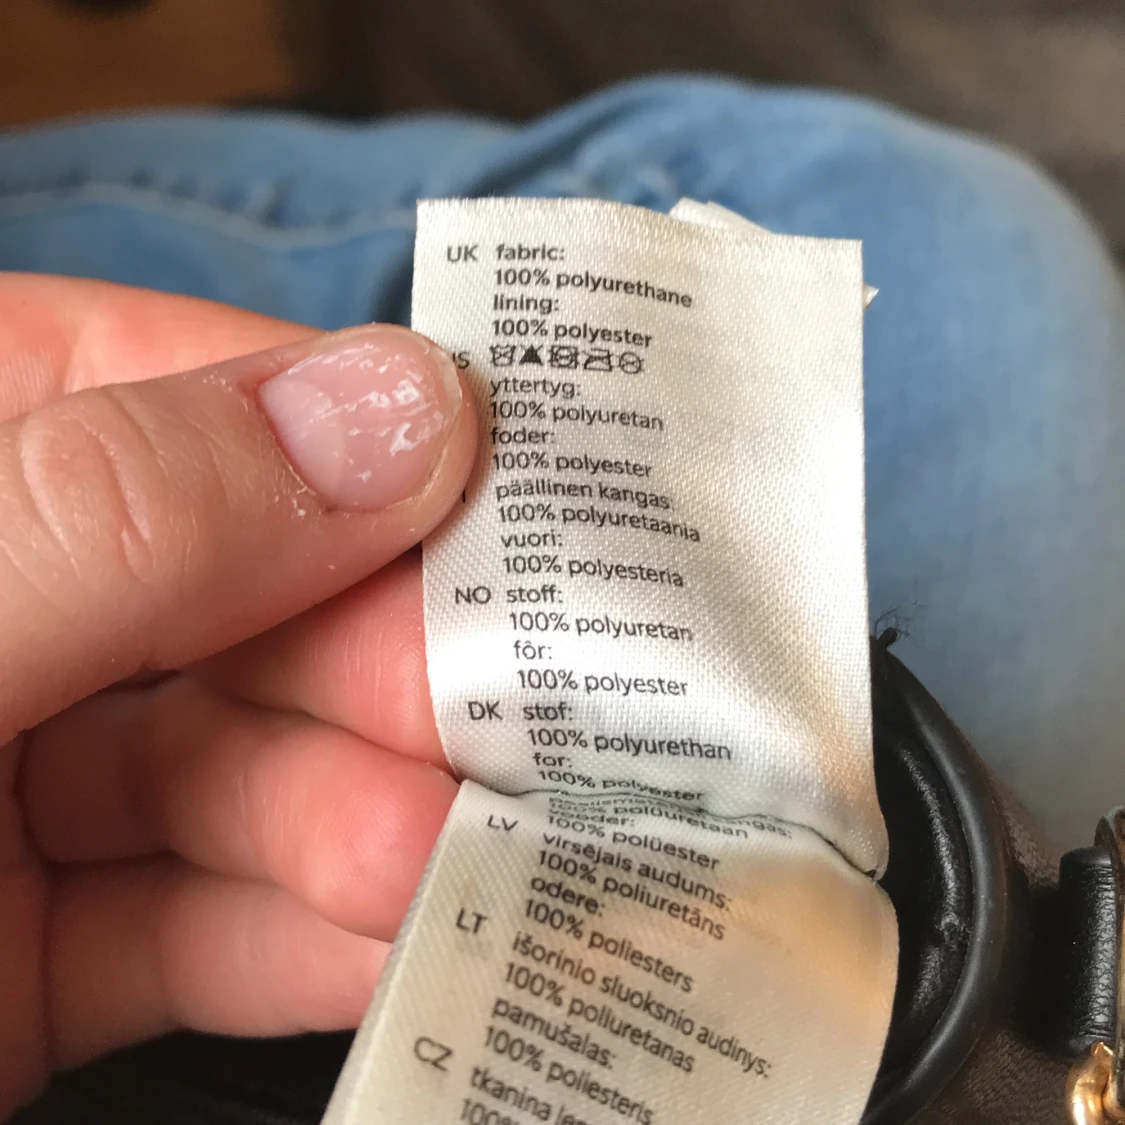 UK fabric:
100% polyurethane
lining:
100% polyester
yttertyg:
100% polyuretan
foder:
100% polyester
päällinen kangas:
100% polyuretaania
vuori:
100% polyesteria
NO stoff:
100% polyuretan
fôr:
100% polyester
DK stof:
100% polyurethan
for:
100% polyester
100% polüuretaan
vooder:
100% polüester
LV virsējais audums:
100% poliuretāns
odere:
100% poliesters
LT išorinio sluoksnio audinys:
100% poliuretanas
pamušalas:
100% poliesteris
CZ tkanina